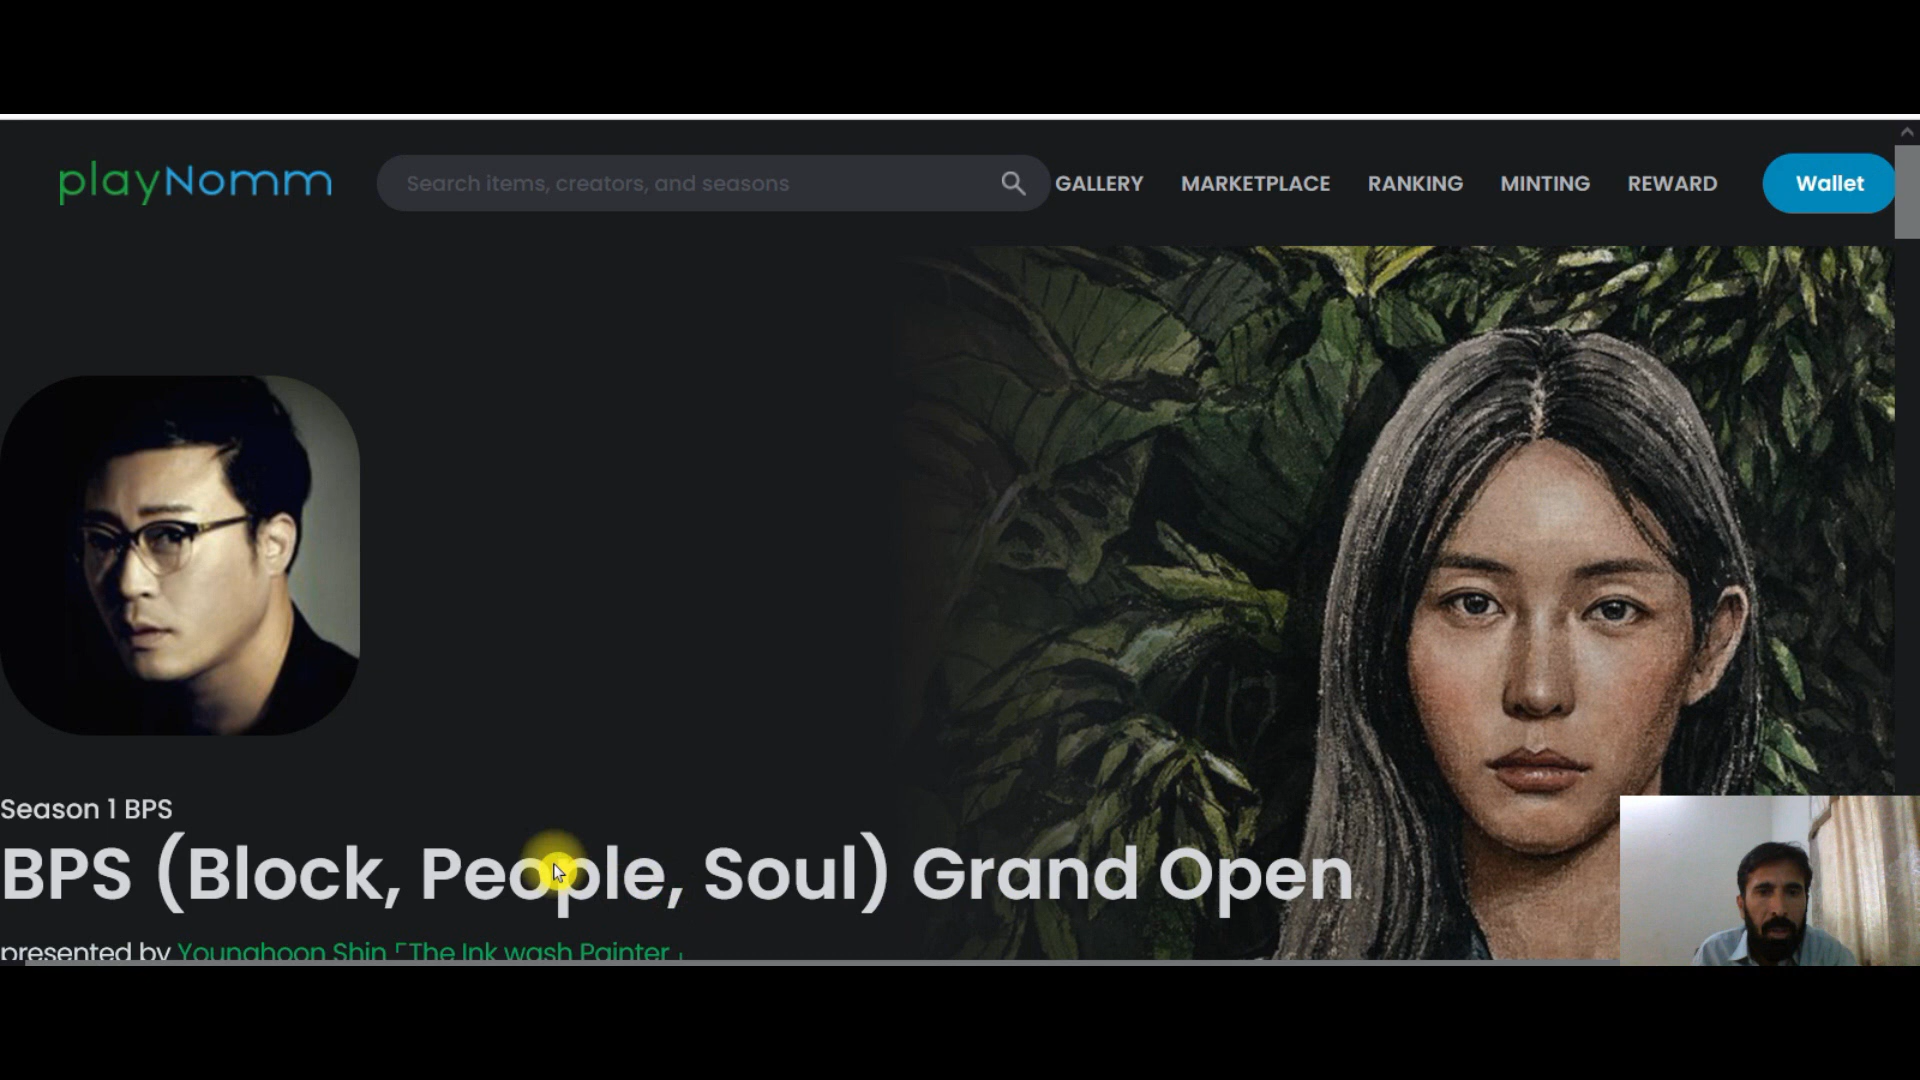 playNomm
Search items, creators, and seasons
GALLERY MARKETPLACE RANKING MINTING REWARD Wallet
Season 1 BPS
BPS (Block, People, Soul) Grand Open
presented by Younghoon Shin「The Ink wash Painter」